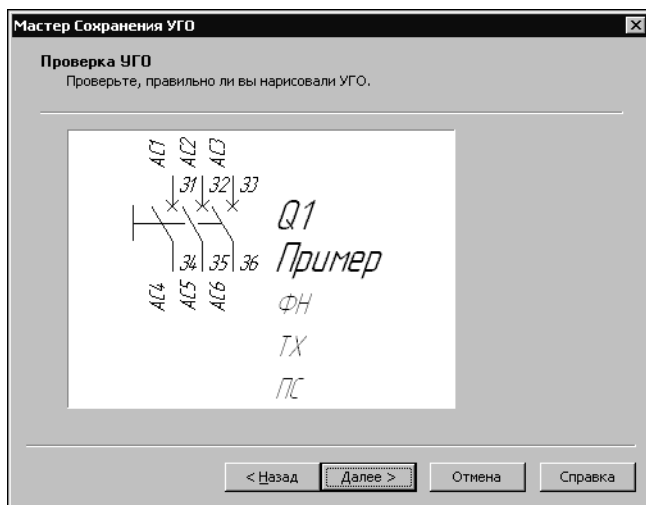 Мастер Сохранения УГО
Проверка УГО
Проверьте, правильно ли вы нарисовали УГО.
АС1 АС2 АС3
31 32 33
Q1
Пример
34 35 36
АС4 АС5 АС6
ФН
ТХ
ПС
< Назад Далее > Отмена Справка